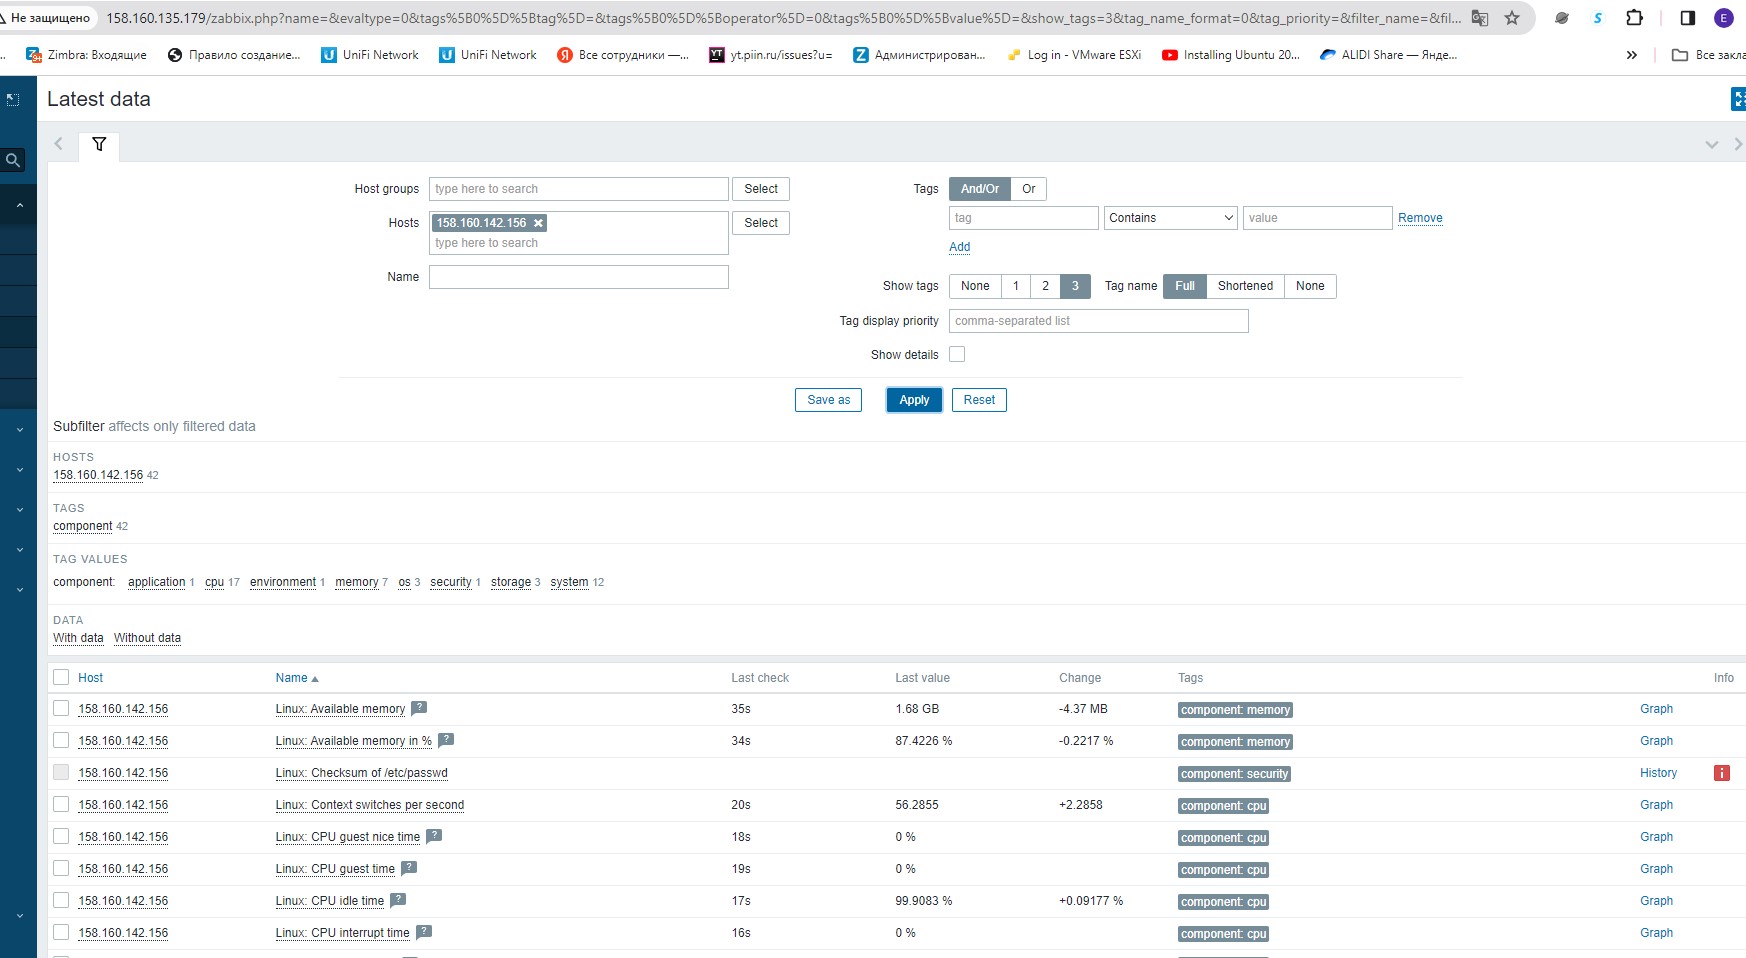 Не защищено 158.160.135.179/zabbix.php?name=&evaltype=0&tags%5B0%5D%5Btag%5D=&tags%5B0%5D%5Boperator%5D=0&tags%5B0%5D%5Bvalue%5D=&show_tags=3&tag_name_format=0&tag_priority=&filter_name=&fil... S E
.. Zimbra: Входящие Правило создание... UniFi Network UniFi Network Все сотрудники —... yt.piin.ru/issues?u= Администрирован... Log in - VMware ESXi Installing Ubuntu 20... ALIDI Share — Янде... » Все закла
Latest data
Host groups type here to search Select Tags And/Or Or
Hosts 158.160.142.156 type here to search Select tag Contains value Remove
Add
Name
Show tags None 1 2 3 Tag name Full Shortened None
Tag display priority comma-separated list
Show details
Save as Apply Reset
Subfilter affects only filtered data
HOSTS
158.160.142.156 42
TAGS
component 42
TAG VALUES
component: application 1 cpu 17 environment 1 memory 7 os 3 security 1 storage 3 system 12
DATA
With data Without data
Host Name Last check Last value Change Tags Info
158.160.142.156 Linux: Available memory ? 35s 1.68 GB -4.37 MB component: memory Graph
158.160.142.156 Linux: Available memory in % ? 34s 87.4226 % -0.2217 % component: memory Graph
158.160.142.156 Linux: Checksum of /etc/passwd component: security History i
158.160.142.156 Linux: Context switches per second 20s 56.2855 +2.2858 component: cpu Graph
158.160.142.156 Linux: CPU guest nice time ? 18s 0 % component: cpu Graph
158.160.142.156 Linux: CPU guest time ? 19s 0 % component: cpu Graph
158.160.142.156 Linux: CPU idle time ? 17s 99.9083 % +0.09177 % component: cpu Graph
158.160.142.156 Linux: CPU interrupt time ? 16s 0 % component: cpu Graph